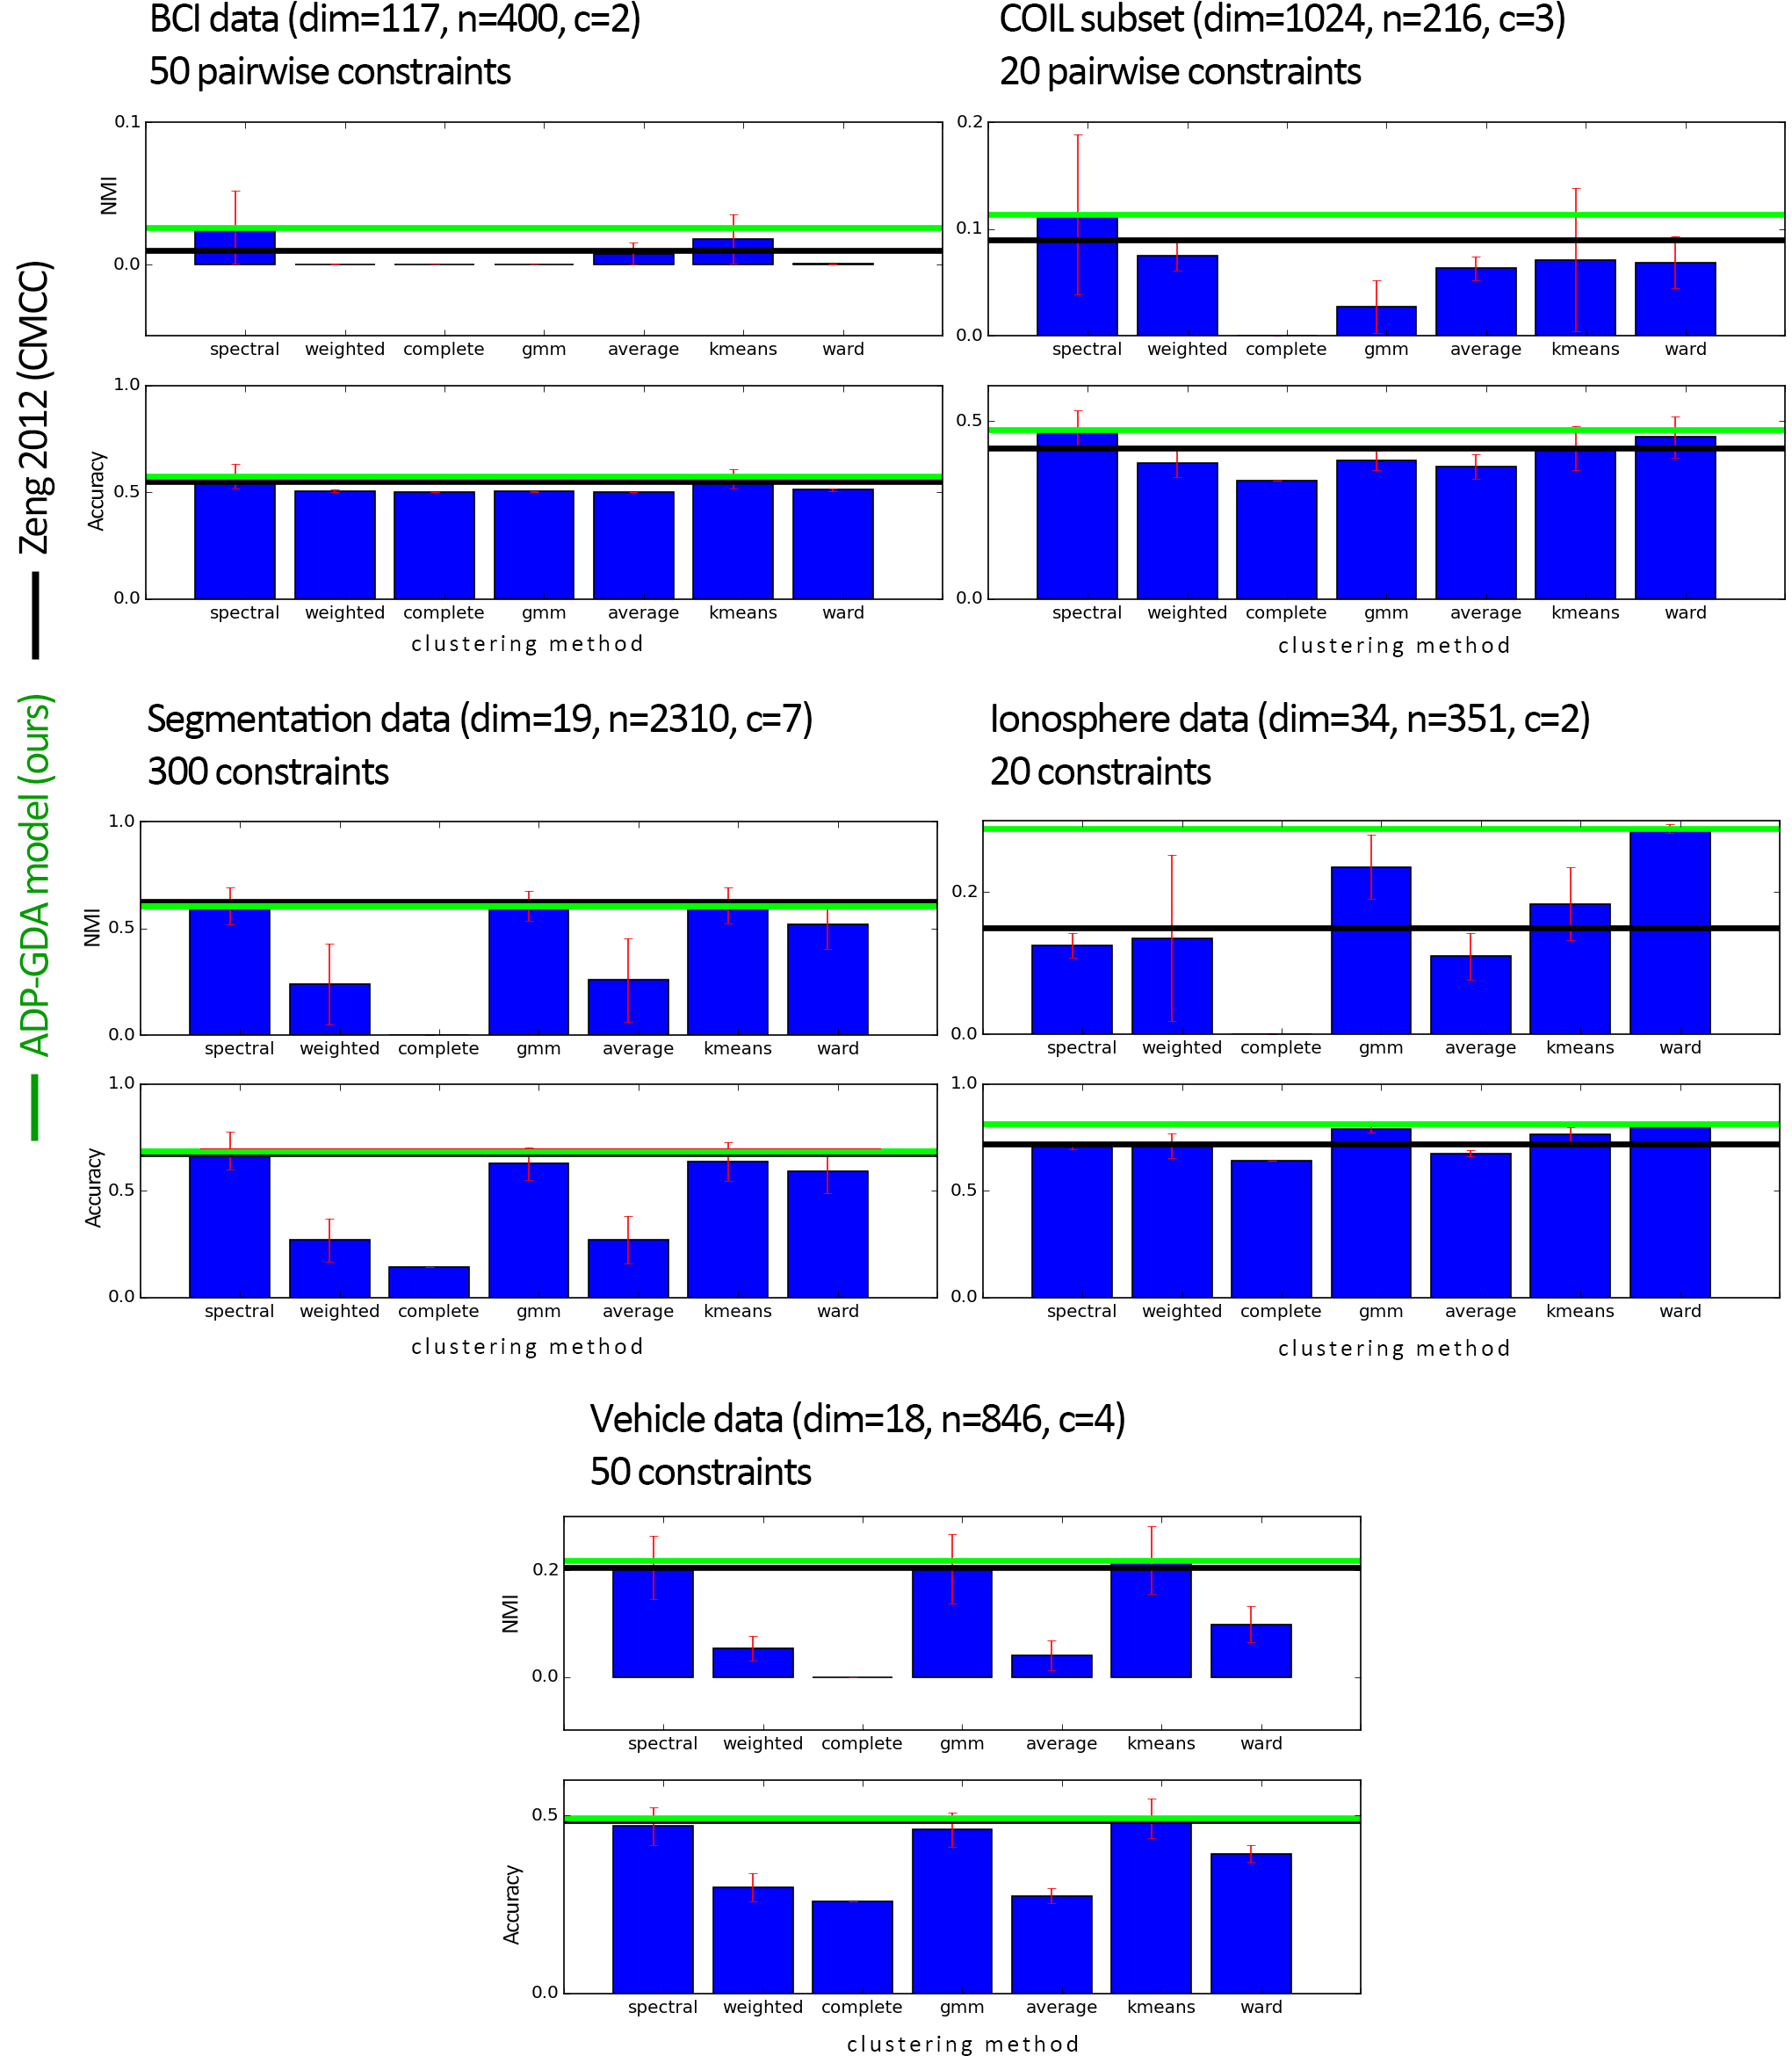 BCI data (dim=117, n=400, c=2)
50 pairwise constraints
0.1
NMI
0.0
spectral weighted complete gmm average kmeans ward
1.0
Accuracy
0.5
0.0
spectral weighted complete gmm average kmeans ward
clustering method
COIL subset (dim=1024, n=216, c=3)
20 pairwise constraints
0.2
0.1
0.0
spectral weighted complete gmm average kmeans ward
0.5
0.0
spectral weighted complete gmm average kmeans ward
clustering method
Zeng 2012 (CMCC)
ADP-GDA model (ours)
Segmentation data (dim=19, n=2310, c=7)
300 constraints
1.0
NMI
0.5
0.0
spectral weighted complete gmm average kmeans ward
1.0
Accuracy
0.5
0.0
spectral weighted complete gmm average kmeans ward
clustering method
Ionosphere data (dim=34, n=351, c=2)
20 constraints
0.2
0.0
spectral weighted complete gmm average kmeans ward
1.0
0.5
0.0
spectral weighted complete gmm average kmeans ward
clustering method
Vehicle data (dim=18, n=846, c=4)
50 constraints
0.2
NMI
0.0
spectral weighted complete gmm average kmeans ward
0.5
Accuracy
0.0
spectral weighted complete gmm average kmeans ward
clustering method